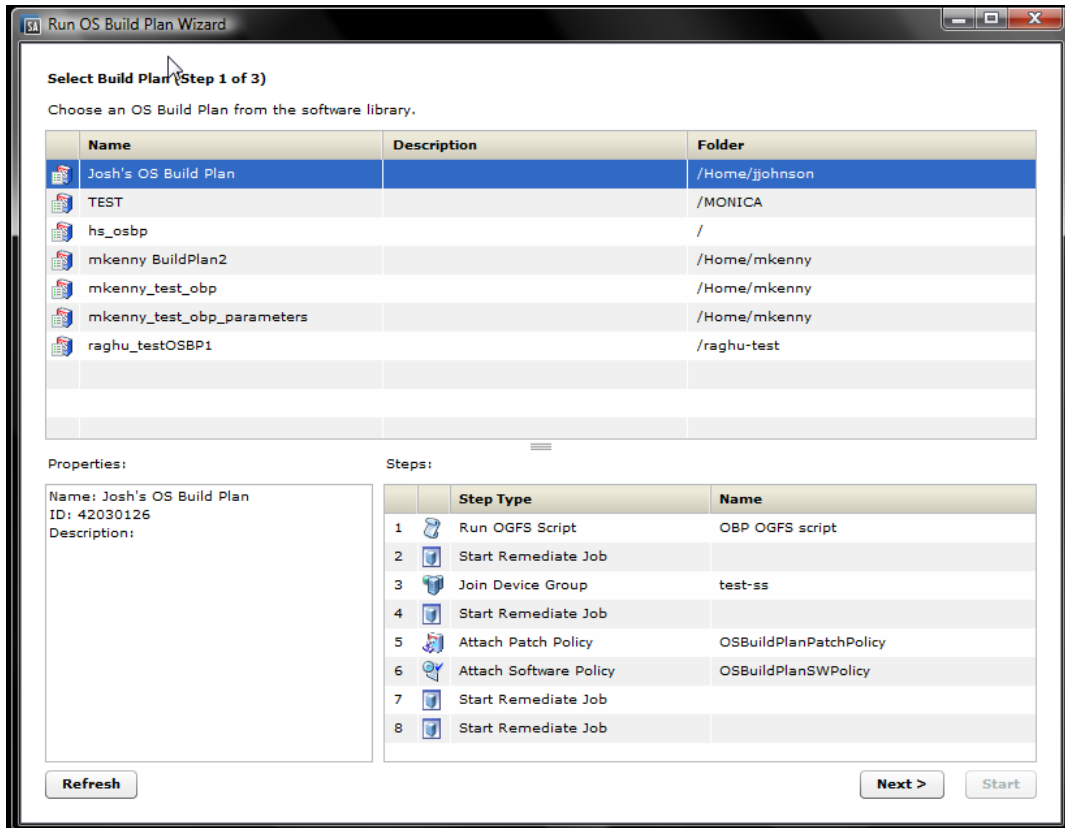 SA Run OS Build Plan Wizard
Select Build Plan (Step 1 of 3)
Choose an OS Build Plan from the software library.
Name Description Folder
Josh's OS Build Plan /Home/jjohnson
TEST /MONICA
hs_osbp /
mkenny BuildPlan2 /Home/mkenny
mkenny_test_obp /Home/mkenny
mkenny_test_obp_parameters /Home/mkenny
raghu_testOSBP1 /raghu-test
Properties: Steps:
Name: Josh's OS Build Plan
ID: 42030126
Description:
Step Type Name
1 Run OGFS Script OBP OGFS script
2 Start Remediate Job
3 Join Device Group test-ss
4 Start Remediate Job
5 Attach Patch Policy OSBuildPlanPatchPolicy
6 Attach Software Policy OSBuildPlanSWPolicy
7 Start Remediate Job
8 Start Remediate Job
Refresh Next > Start